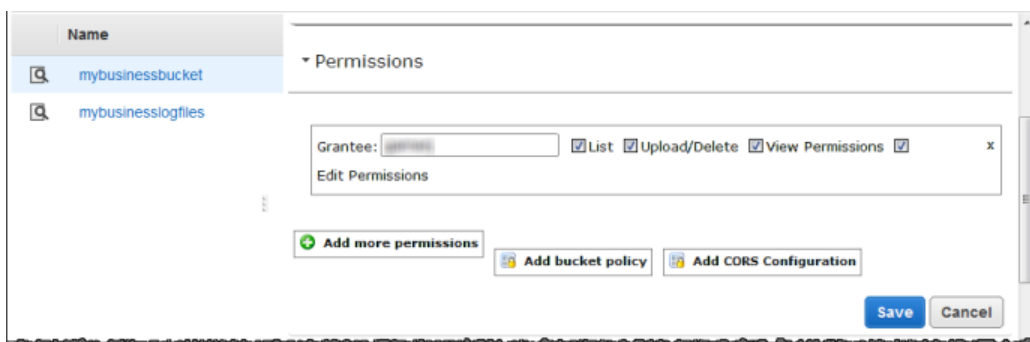 Name
mybusinessbucket
mybusinesslogfiles
Permissions
Grantee: List Upload/Delete View Permissions x
Edit Permissions
Add more permissions
Add bucket policy Add CORS Configuration
Save Cancel